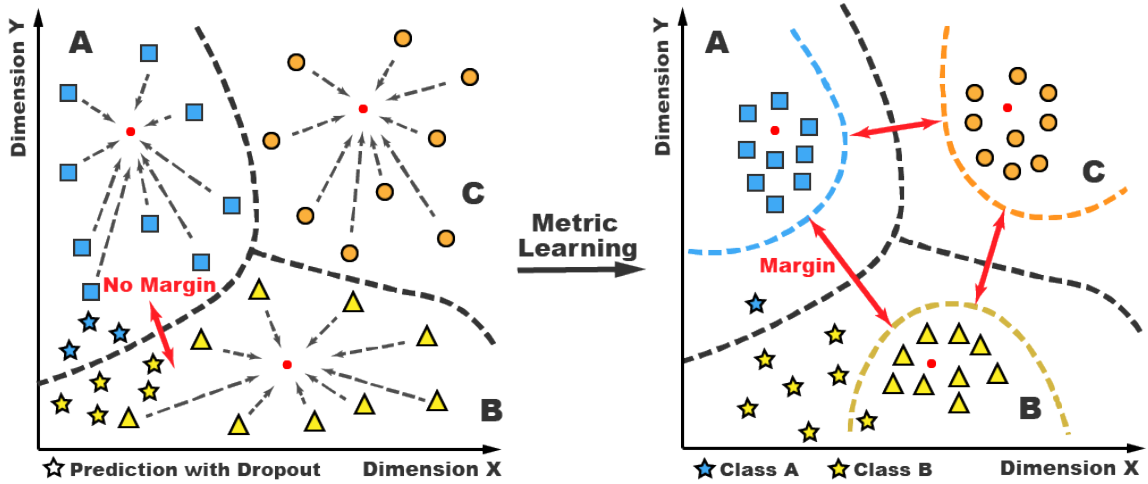 Dimension Y
A
C
No Margin
B
Prediction with Dropout
Dimension X
Metric
Learning
Dimension Y
A
C
Margin
B
Class A
Class B
Dimension X